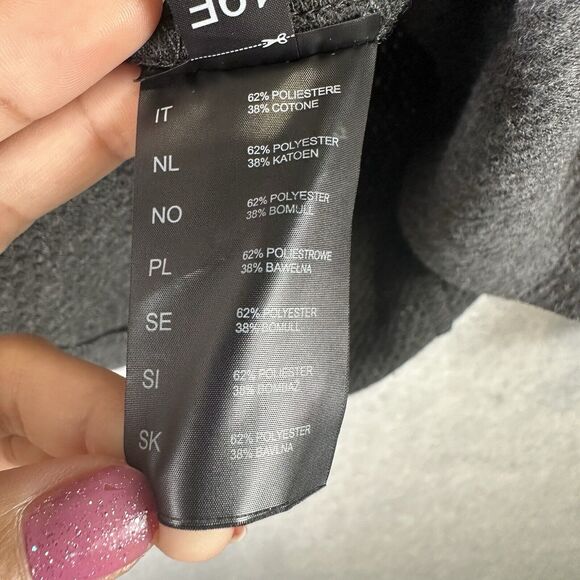 IT
62% POLIESTERE
38% COTONE
NL
62% POLYESTER
38% KATOEN
NO
62% POLYESTER
38% BOMULL
PL
62% POLIESTROWE
38% BAWEŁNA
SE
62% POLYESTER
38% BOMULL
SI
62% POLIESTER
38% BOMBAŽ
SK
62% POLYESTER
38% BAVLNA